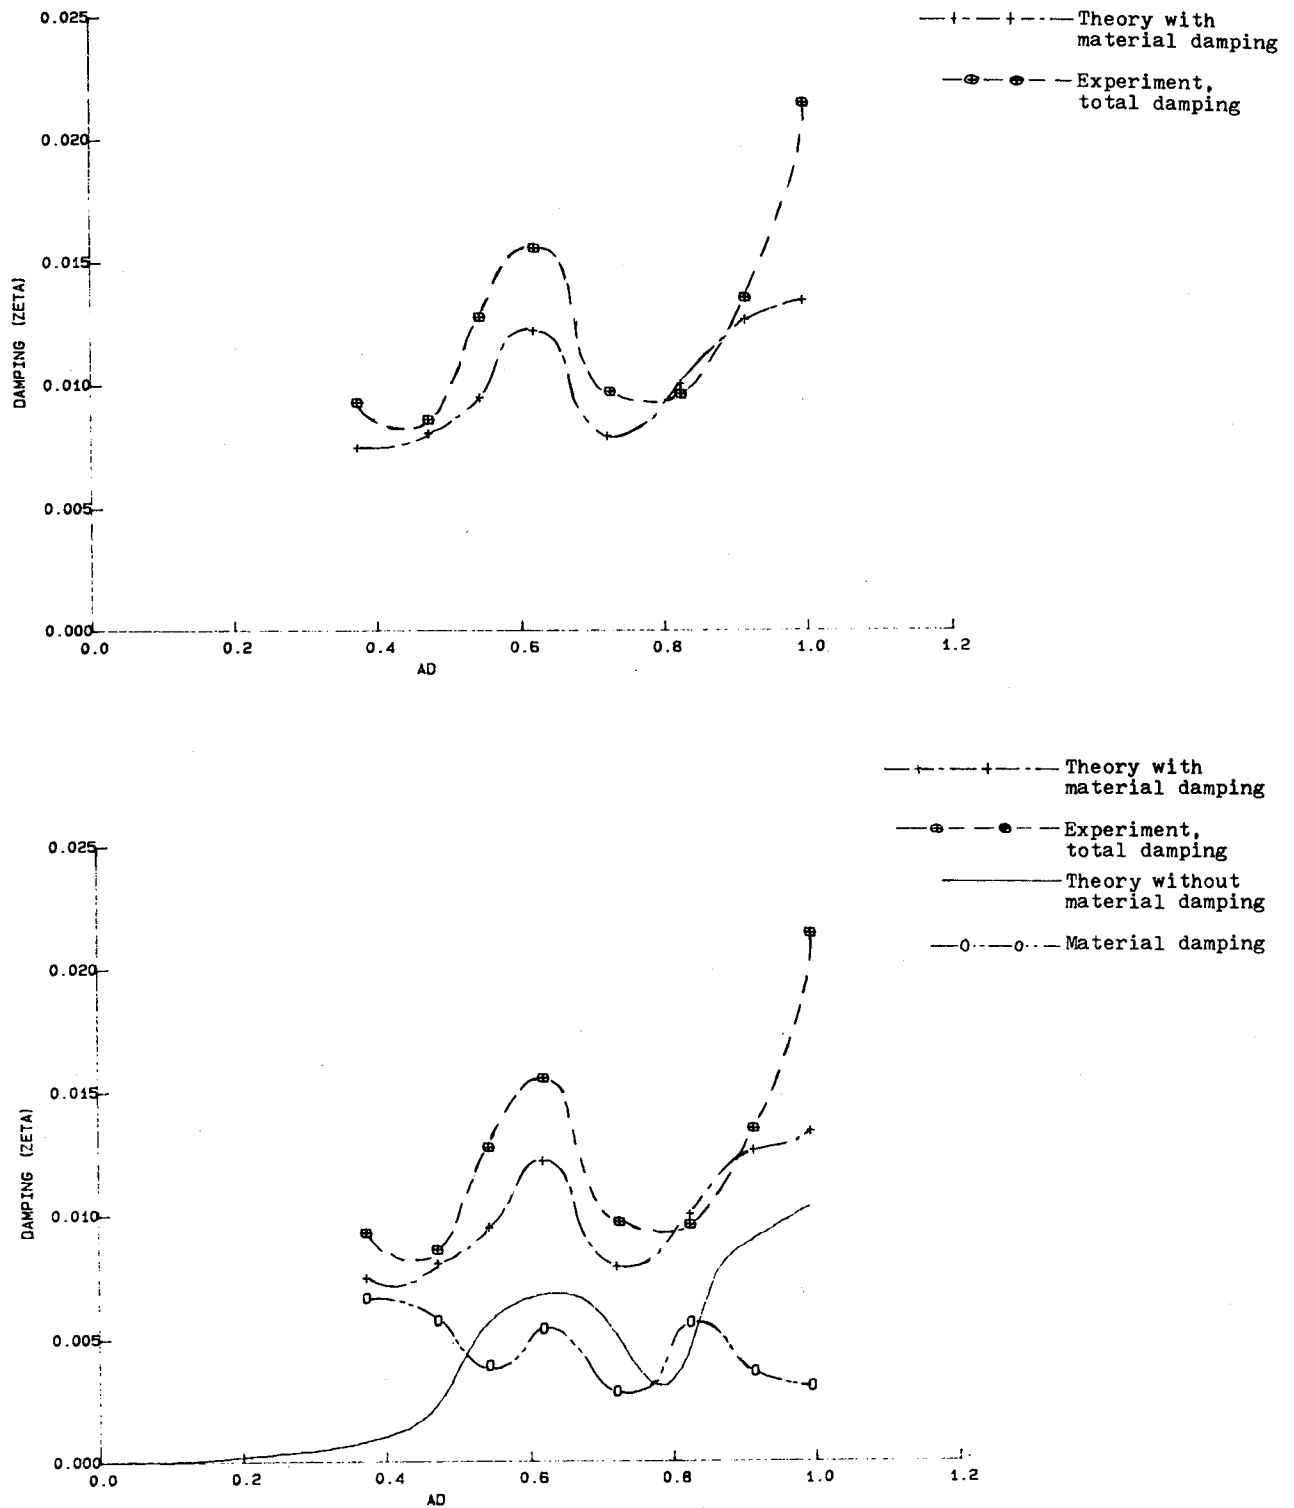 0.025
0.020
0.015
0.010
0.005
0.000
DAMPING (ZETA)
0.0 0.2 0.4 0.6 0.8 1.0 1.2
AD
Theory with
material damping
Experiment,
total damping
Theory with
material damping
Experiment,
total damping
Theory without
material damping
Material damping
0.025
0.020
0.015
0.010
0.005
0.000
DAMPING (ZETA)
0.0 0.2 0.4 0.6 0.8 1.0 1.2
AD